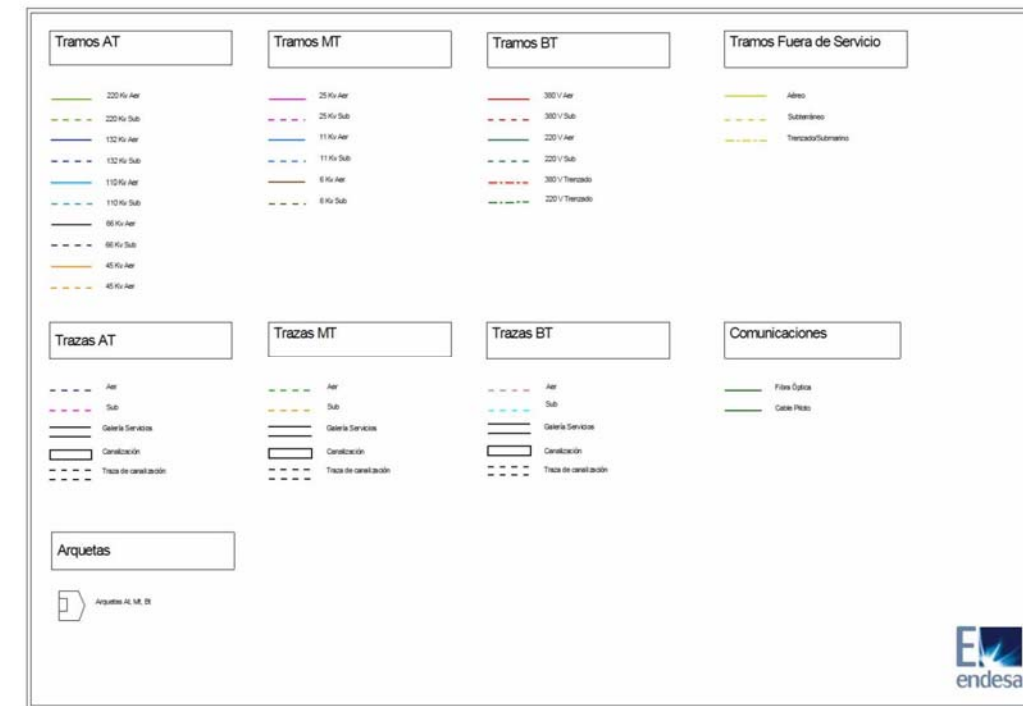 Tramos AT
220 Kv Aer
220 Kv Sub
132 Kv Aer
132 Kv Sub
110 Kv Aer
110 Kv Sub
66 Kv Aer
66 Kv Sub
45 Kv Aer
45 Kv Aer
Tramos MT
25 Kv Aer
25 Kv Sub
11 Kv Aer
11 Kv Sub
6 Kv Aer
6 Kv Sub
Tramos BT
380 V Aer
380 V Sub
220 V Aer
220 V Sub
380 V Trenzado
220 V Trenzado
Tramos Fuera de Servicio
Aéreo
Subterráneo
Trenzado/Submarino
Trazas AT
Aer
Sub
Galería Servicios
Canalización
Traza de canalización
Trazas MT
Aer
Sub
Galería Servicios
Canalización
Traza de canalización
Trazas BT
Aer
Sub
Galería Servicios
Canalización
Traza de canalización
Comunicaciones
Fibra Óptica
Cable Piloto
Arquetas
Arquetas At, Mt, Bt
E
endesa